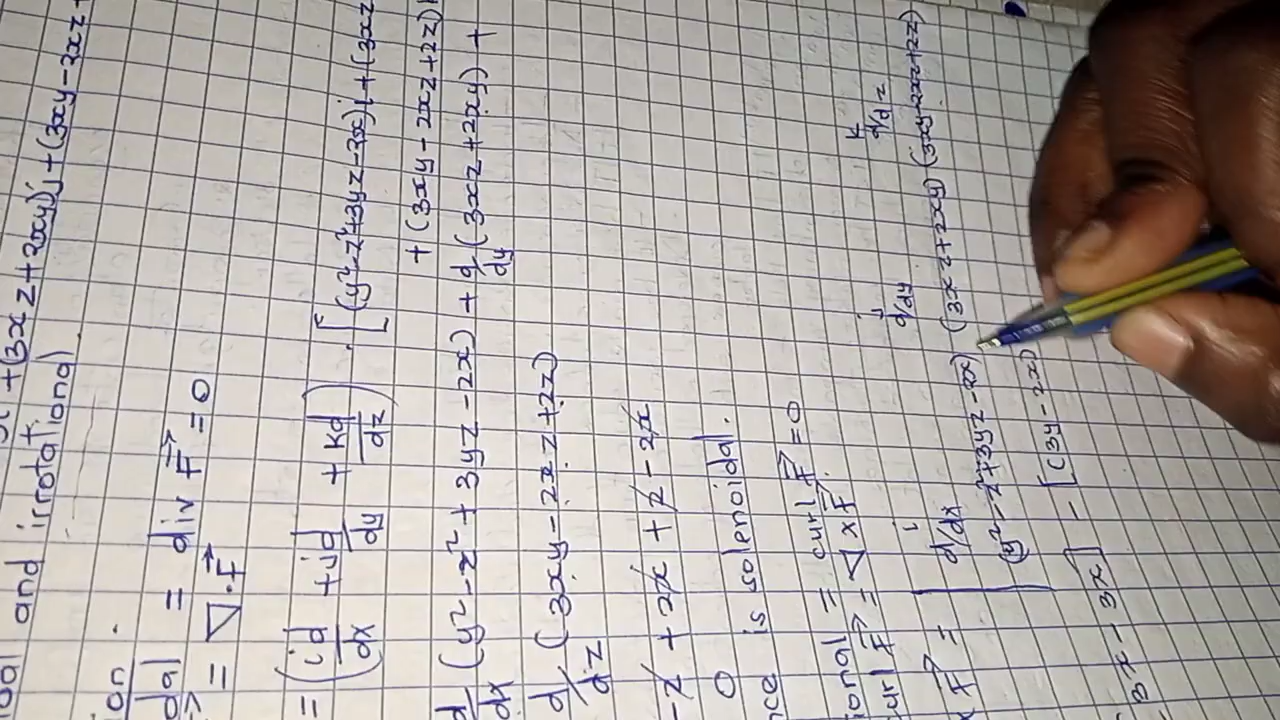 + (3xz + 2xy)j + (3xy - 2xz
and irrotational
= div F⃗ = 0
= ∇.F⃗
= (id/dx + jd/dy + kd/dz) . [(y² - z² + 3yz - 2x)i + (3xz
+ (3xy - 2xz + 2z)
d/dx (y² - z² + 3yz - 2x) + d/dy (3xz + 2xy) +
d/dz (3xy - 2xz + 2z)
-2 + 2x + 2 - 2x
0
is solenoidal.
= curl F⃗ = 0
curl F⃗ = ∇ x F⃗
i j k
F⃗ = d/dx d/dy d/dz
(y² - z² + 3yz - 2x) (3xz + 2xy) (3xy - 2xz + 2z)
3x - 3x] - [(3y - 2x)